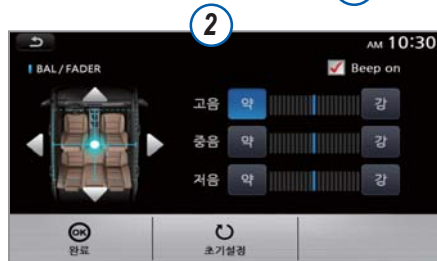 2
AM 10:30
BAL/FADER
Beep on
고음 약 강
중음 약 강
저음 약 강
OK
완료
초기설정